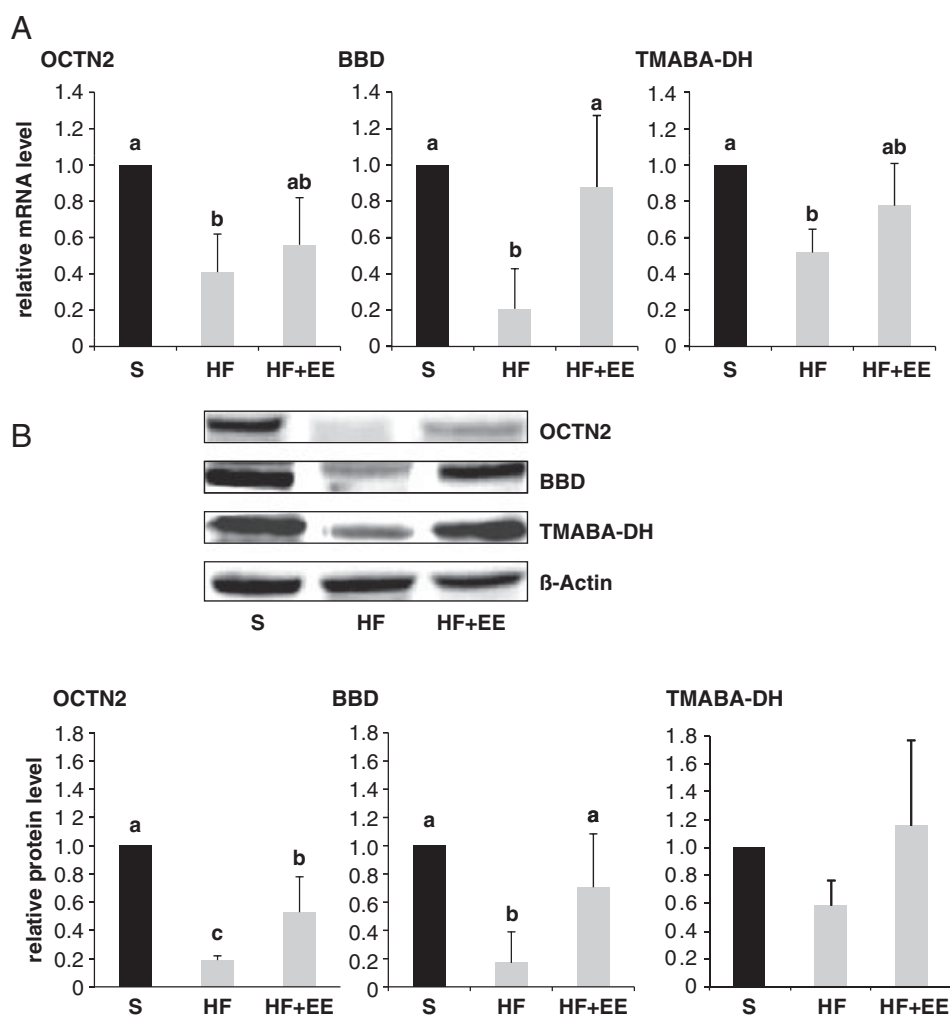 A
OCTN2 BBD TMABA-DH
relative mRNA level
1.4 1.4 1.4
1.2 1.2 1.2
1.0 1.0 1.0
0.8 0.8 0.8
0.6 0.6 0.6
0.4 0.4 0.4
0.2 0.2 0.2
0 0 0
a b ab
a b a
a b ab
S HF HF+EE S HF HF+EE S HF HF+EE
B
OCTN2
BBD
TMABA-DH
ß-Actin
S HF HF+EE
OCTN2 BBD TMABA-DH
relative protein level
1.8 1.8 1.8
1.6 1.6 1.6
1.4 1.4 1.4
1.2 1.2 1.2
1.0 1.0 1.0
0.8 0.8 0.8
0.6 0.6 0.6
0.4 0.4 0.4
0.2 0.2 0.2
0 0 0
a c b
a b a
S HF HF+EE S HF HF+EE S HF HF+EE